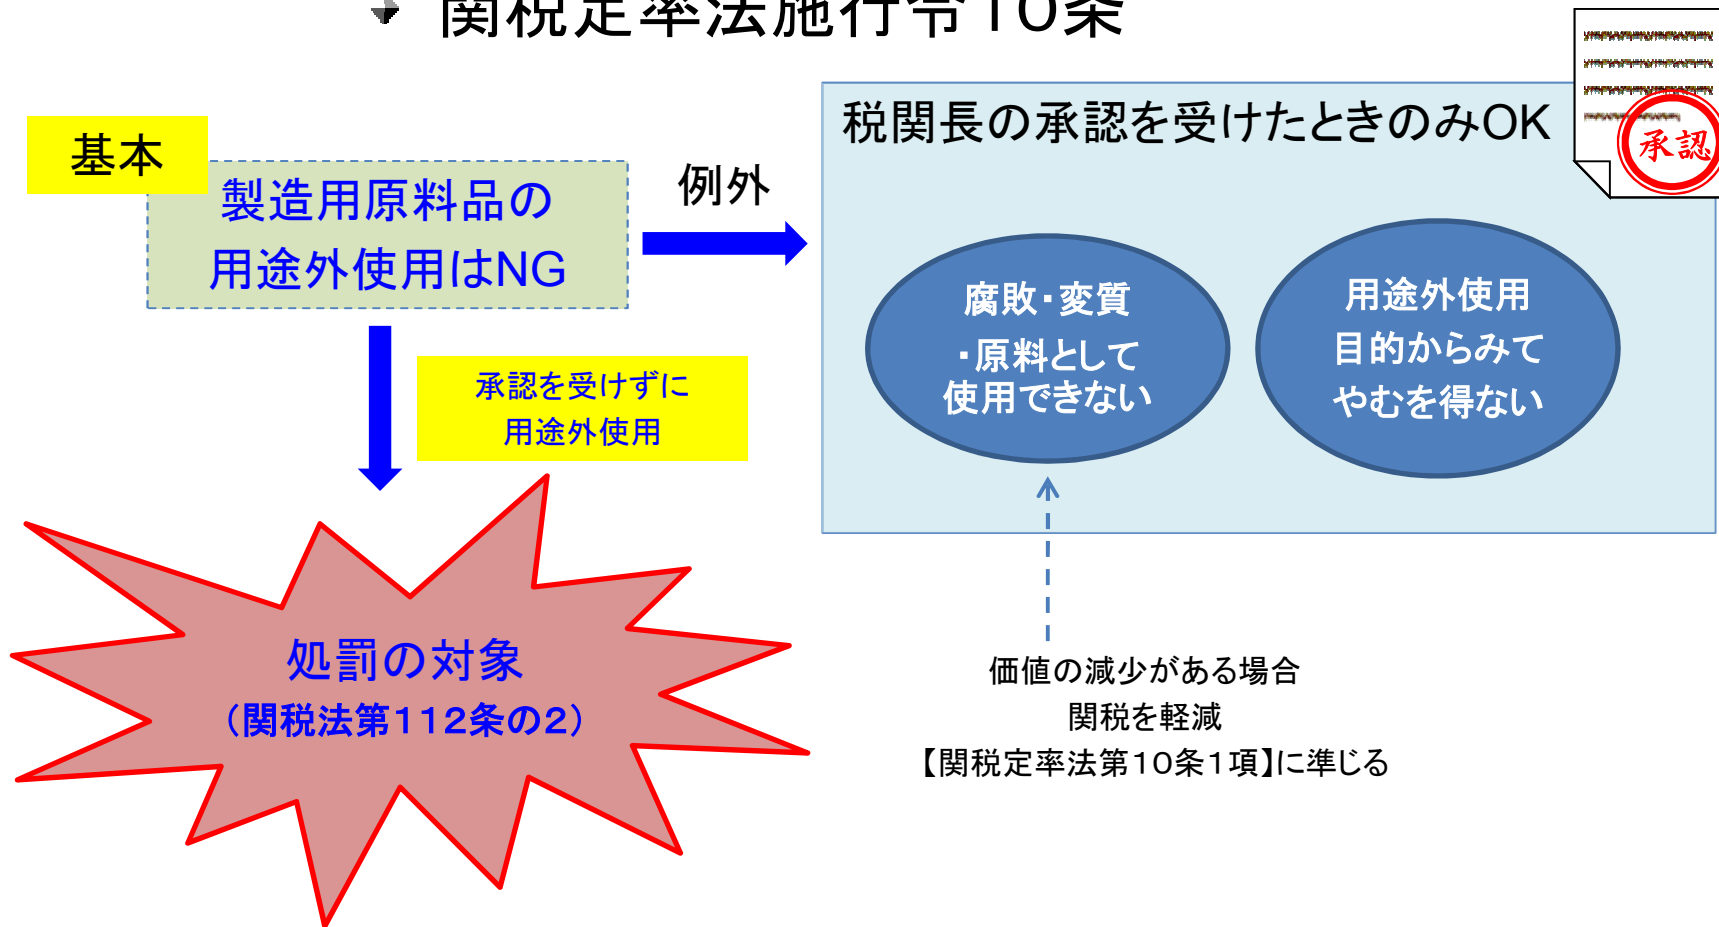 関税定率法施行令10条
基本
製造用原料品の
用途外使用はNG
例外
税関長の承認を受けたときのみOK
承認
腐敗・変質
・原料として
使用できない
用途外使用
目的からみて
やむを得ない
承認を受けずに
用途外使用
処罰の対象
（関税法第112条の2）
価値の減少がある場合
関税を軽減
【関税定率法第10条1項】に準じる